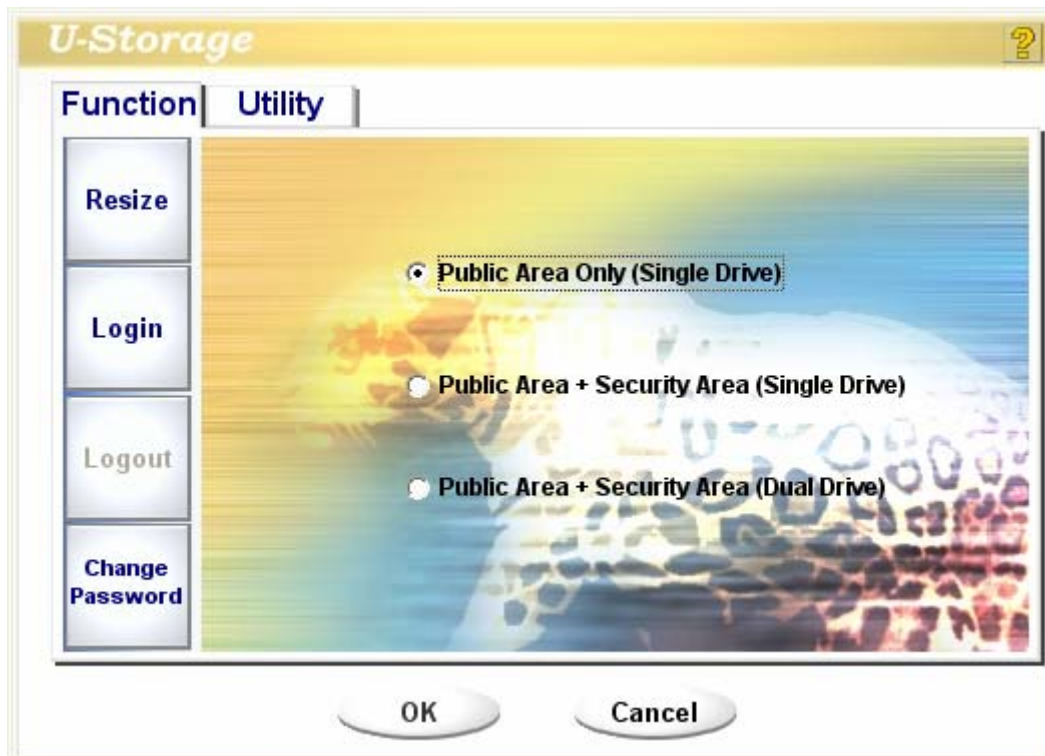 U-Storage
?
Function
Utility
Resize
Login
Logout
Change
Password
Public Area Only (Single Drive)
Public Area + Security Area (Single Drive)
Public Area + Security Area (Dual Drive)
OK
Cancel